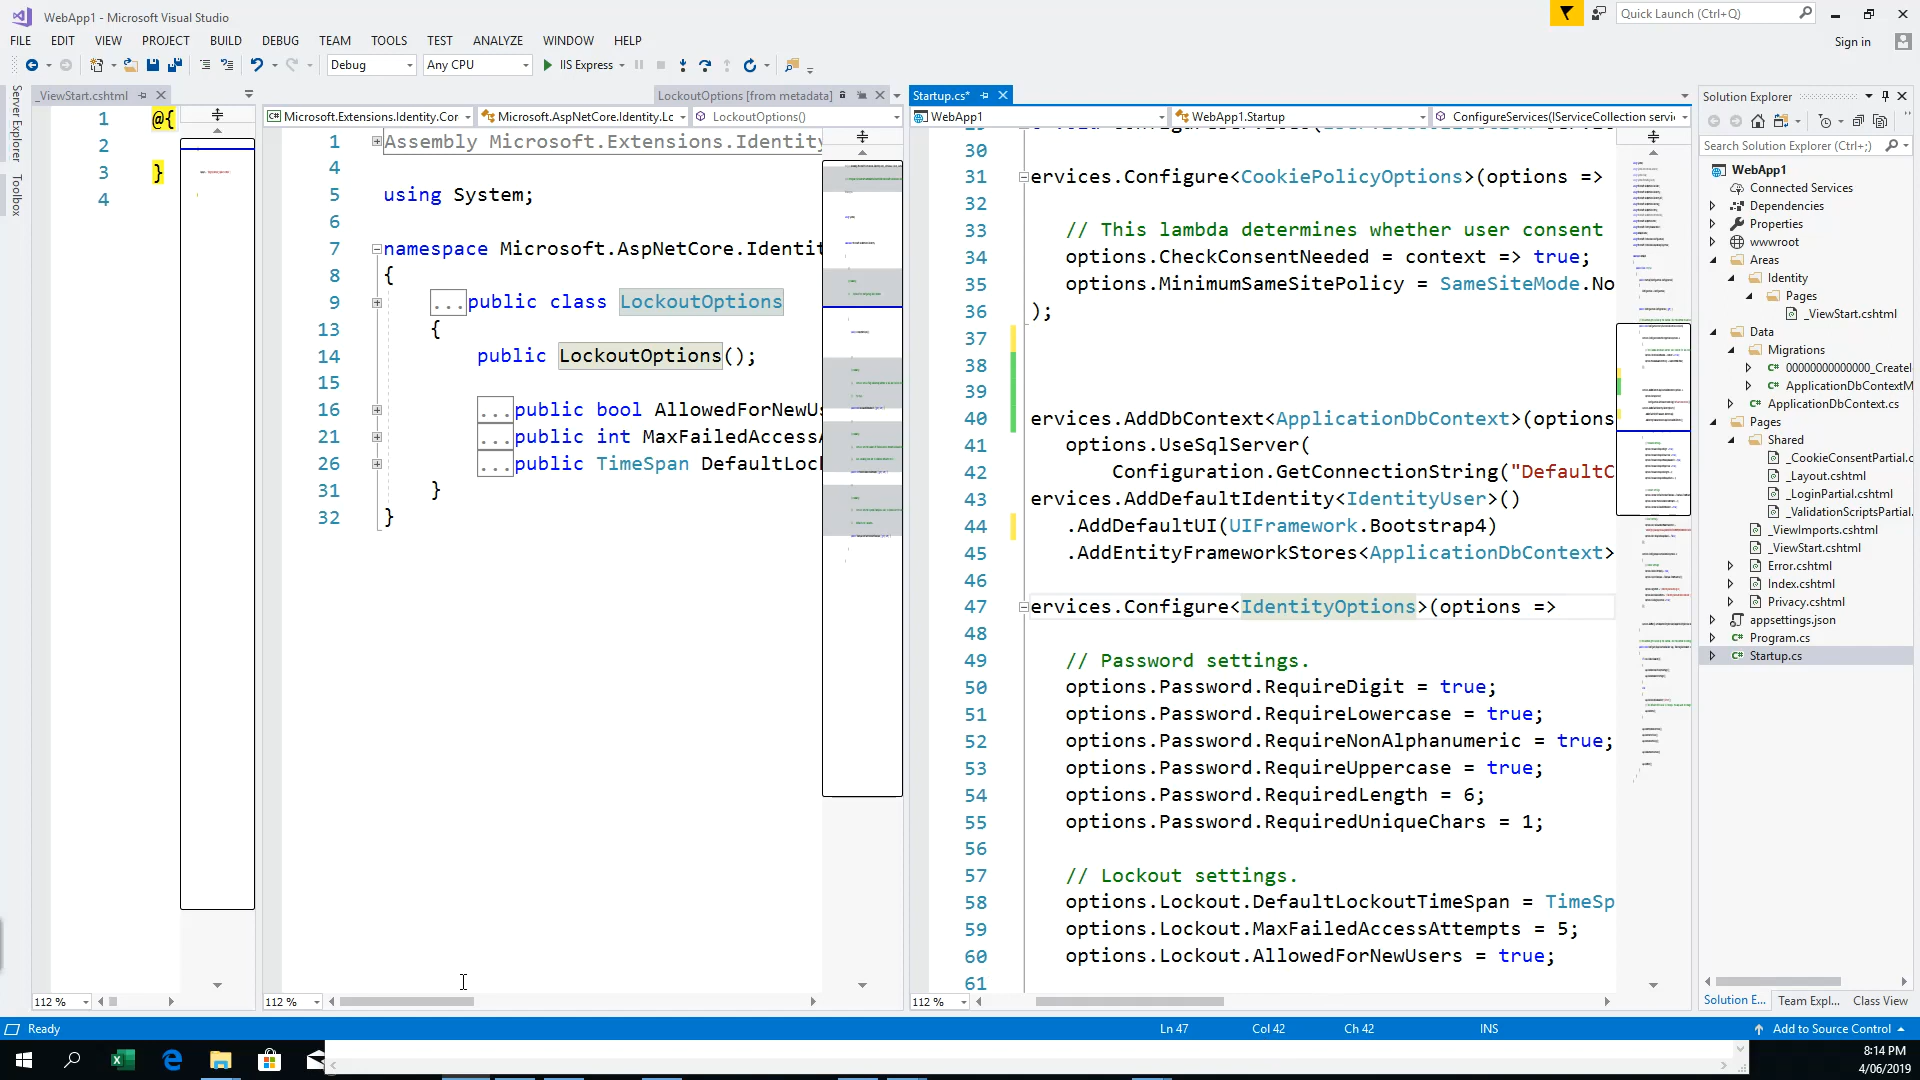 WebApp1 - Microsoft Visual Studio
Quick Launch (Ctrl+Q)
FILE EDIT VIEW PROJECT BUILD DEBUG TEAM TOOLS TEST ANALYZE WINDOW HELP
Sign in
Debug Any CPU IIS Express
Server Explorer
Toolbox
_ViewStart.cshtml
1 @{
2
3 }
4
112 %
LockoutOptions [from metadata]
Microsoft.Extensions.Identity.Cor Microsoft.AspNetCore.Identity.Lc LockoutOptions()
1 Assembly Microsoft.Extensions.Identity
4
5 using System;
6
7 namespace Microsoft.AspNetCore.Identit
8 {
9 ...public class LockoutOptions
13 {
14 public LockoutOptions();
15
16 ...public bool AllowedForNewUs
21 ...public int MaxFailedAccessA
26 ...public TimeSpan DefaultLock
31 }
32 }
112 %
Startup.cs*
WebApp1 WebApp1.Startup ConfigureServices(IServiceCollection servic
30
31 ervices.Configure<CookiePolicyOptions>(options =>
32
33 // This lambda determines whether user consent
34 options.CheckConsentNeeded = context => true;
35 options.MinimumSameSitePolicy = SameSiteMode.No
36 );
37
38
39
40 ervices.AddDbContext<ApplicationDbContext>(options
41 options.UseSqlServer(
42 Configuration.GetConnectionString("DefaultC
43 ervices.AddDefaultIdentity<IdentityUser>()
44 .AddDefaultUI(UIFramework.Bootstrap4)
45 .AddEntityFrameworkStores<ApplicationDbContext>
46
47 ervices.Configure<IdentityOptions>(options =>
48
49 // Password settings.
50 options.Password.RequireDigit = true;
51 options.Password.RequireLowercase = true;
52 options.Password.RequireNonAlphanumeric = true;
53 options.Password.RequireUppercase = true;
54 options.Password.RequiredLength = 6;
55 options.Password.RequiredUniqueChars = 1;
56
57 // Lockout settings.
58 options.Lockout.DefaultLockoutTimeSpan = TimeSp
59 options.Lockout.MaxFailedAccessAttempts = 5;
60 options.Lockout.AllowedForNewUsers = true;
61
112 %
Solution Explorer
Search Solution Explorer (Ctrl+;)
WebApp1
Connected Services
Dependencies
Properties
wwwroot
Areas
Identity
Pages
_ViewStart.cshtml
Data
Migrations
00000000000000_CreateI
ApplicationDbContextM
ApplicationDbContext.cs
Pages
Shared
_CookieConsentPartial.c
_Layout.cshtml
_LoginPartial.cshtml
_ValidationScriptsPartial.
_ViewImports.cshtml
_ViewStart.cshtml
Error.cshtml
Index.cshtml
Privacy.cshtml
appsettings.json
Program.cs
Startup.cs
Solution E... Team Expl... Class View
Ready Ln 47 Col 42 Ch 42 INS Add to Source Control
8:14 PM
4/06/2019